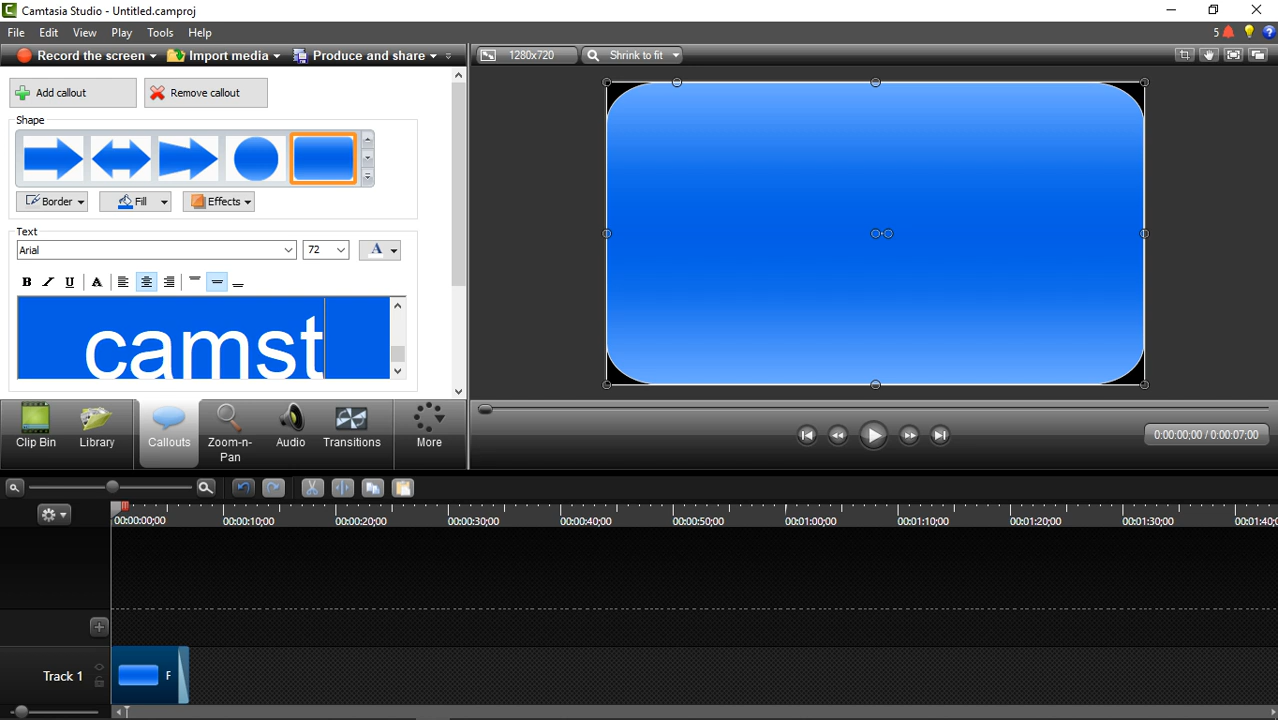 Camtasia Studio - Untitled.camproj
File Edit View Play Tools Help
Record the screen Import media Produce and share
1280x720 Shrink to fit
5
Add callout Remove callout
Shape
Border Fill Effects
Text
Arial 72 A
B I U A
camst
Clip Bin Library Callouts Zoom-n-Pan Audio Transitions More
0:00:00;00 / 0:00:07;00
00:00:00;00 00:00:10;00 00:00:20;00 00:00:30;00 00:00:40;00 00:00:50;00 00:01:00;00 00:01:10;00 00:01:20;00 00:01:30;00 00:01:40;
Track 1 F